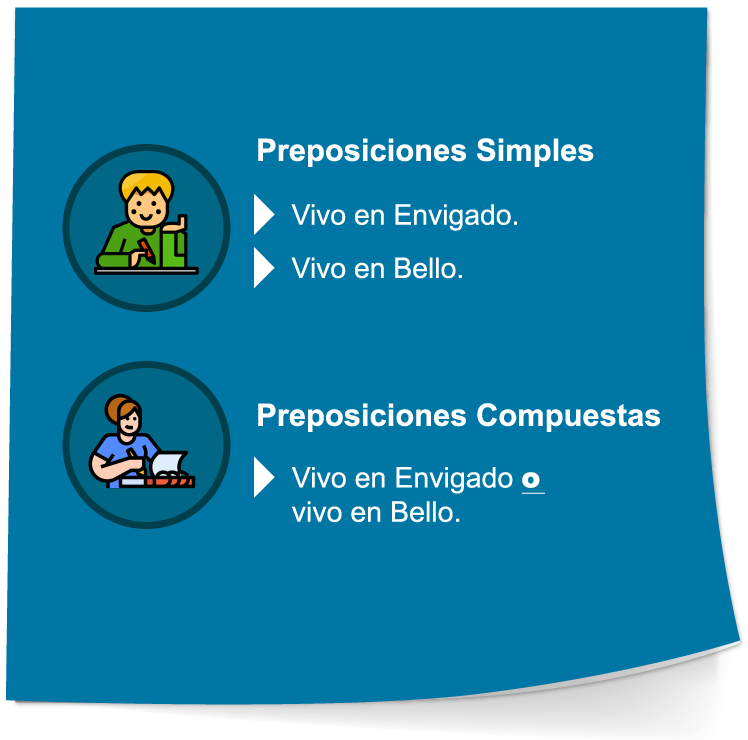 Preposiciones Simples
Vivo en Envigado.
Vivo en Bello.
Preposiciones Compuestas
Vivo en Envigado o
vivo en Bello.